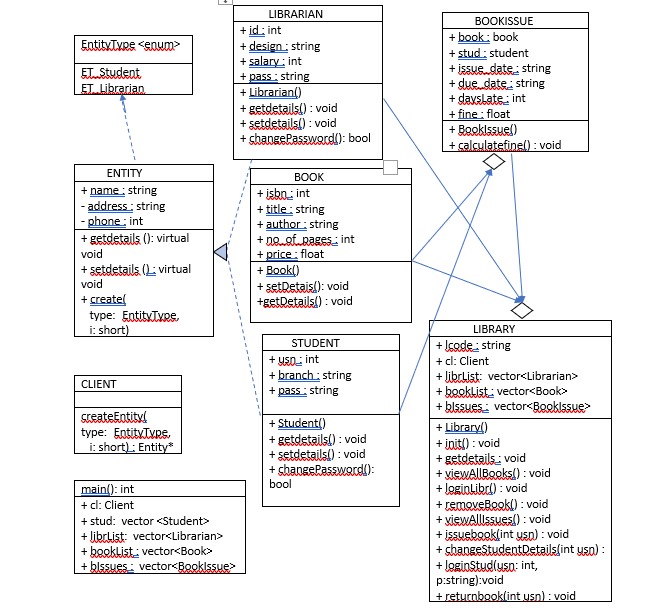 EntityType <enum>
ET_Student
ET_Librarian
ENTITY
+ name : string
- address : string
- phone : int
+ getdetails (): virtual
void
+ setdetails () : virtual
void
+ create(
type: EntityType,
i: short)
CLIENT
createEntity(
type: EntityType,
i: short) : Entity*
main(): int
+ cl: Client
+ stud: vector <Student>
+ librList: vector<Librarian>
+ bookList : vector<Book>
+ bIssues : vector<BookIssue>
LIBRARIAN
+ id : int
+ design : string
+ salary : int
+ pass : string
+ Librarian()
+ getdetails() : void
+ setdetails() : void
+ changePassword(): bool
BOOK
+ isbn : int
+ title : string
+ author : string
+ no_of_pages : int
+ price : float
+ Book()
+ setDetais(): void
+getDetails() : void
STUDENT
+ usn : int
+ branch : string
+ pass : string
+ Student()
+ getdetails() : void
+ setdetails() : void
+ changePassword():
bool
BOOKISSUE
+ book : book
+ stud : student
+ issue_date : string
+ due_date : string
+ daysLate : int
+ fine : float
+ BookIssue()
+ calculatefine() : void
LIBRARY
+ lcode : string
+ cl: Client
+ librList: vector<Librarian>
+ bookList : vector<Book>
+ bIssues : vector<BookIssue>
+ Library()
+ init() : void
+ getdetails : void
+ viewAllBooks() : void
+ loginLibr() : void
+ removeBook() : void
+ viewAllIssues() : void
+ issuebook(int usn) : void
+ changeStudentDetails(int usn) :
+ loginStud(usn: int,
p:string):void
+ returnbook(int usn) : void